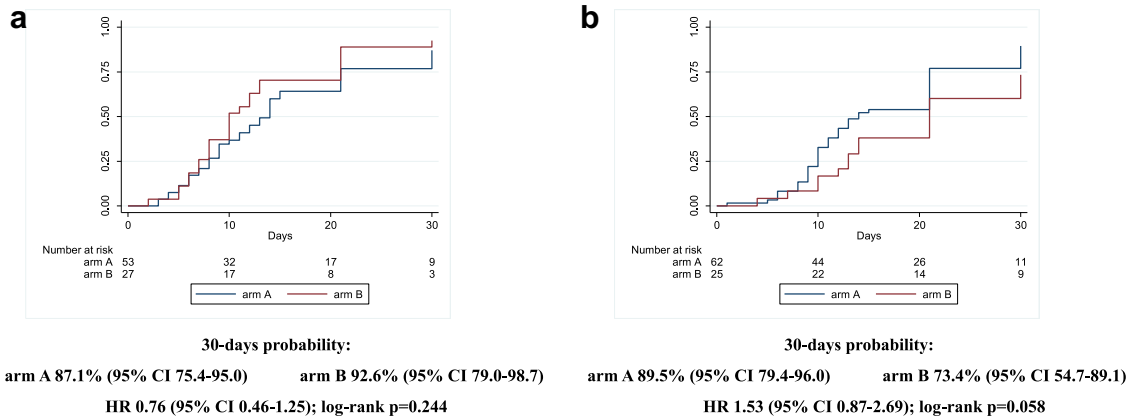 a
1.00
0.75
0.50
0.25
0.00
0 10 20 30
Days
Number at risk
arm A 53 32 17 9
arm B 27 17 8 3
arm A arm B
30-days probability:
arm A 87.1% (95% CI 75.4-95.0) arm B 92.6% (95% CI 79.0-98.7)
HR 0.76 (95% CI 0.46-1.25); log-rank p=0.244
b
1.00
0.75
0.50
0.25
0.00
0 10 20 30
Days
Number at risk
arm A 62 44 26 11
arm B 25 22 14 9
arm A arm B
30-days probability:
arm A 89.5% (95% CI 79.4-96.0) arm B 73.4% (95% CI 54.7-89.1)
HR 1.53 (95% CI 0.87-2.69); log-rank p=0.058